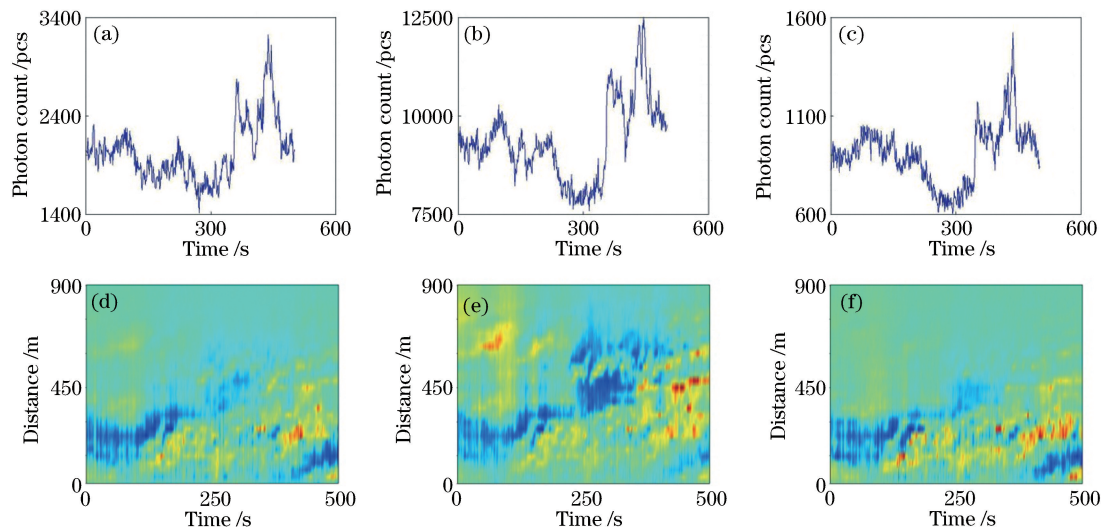 3400
(a)
2400
1400
Photon count /pcs
0
300
600
Time /s
12500
(b)
10000
7500
Photon count /pcs
0
300
600
Time /s
1600
(c)
1100
600
Photon count /pcs
0
300
600
Time /s
900
(d)
450
0
Distance /m
0
250
500
Time /s
900
(e)
450
0
Distance /m
0
250
500
Time /s
900
(f)
450
0
Distance /m
0
250
500
Time /s